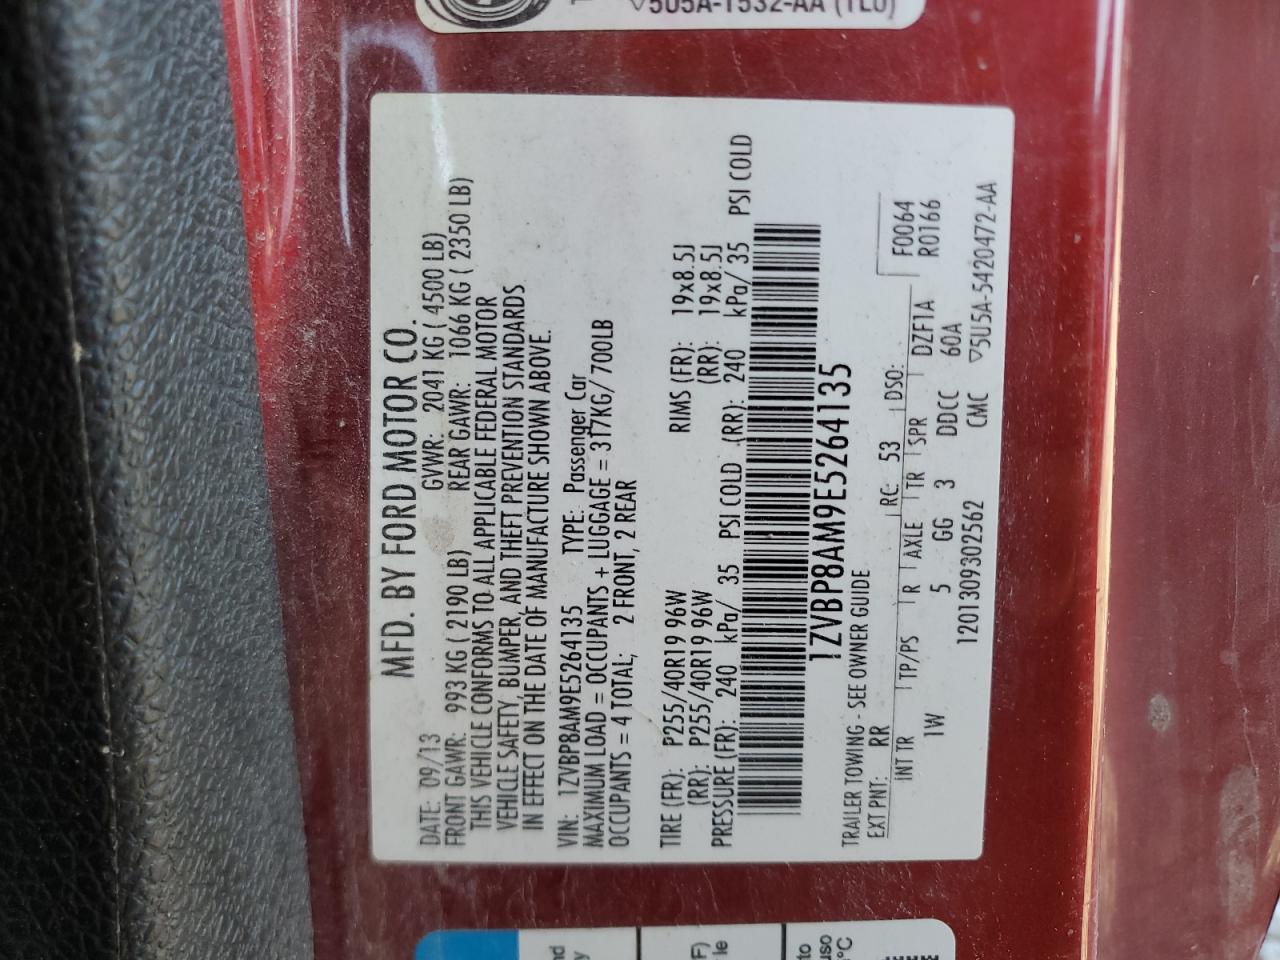 MFD. BY FORD MOTOR CO.
DATE: 09/13 GVWR: 2041 KG ( 4500 LB)
FRONT GAWR: 993 KG ( 2190 LB) REAR GAWR: 1066 KG ( 2350 LB)
THIS VEHICLE CONFORMS TO ALL APPLICABLE FEDERAL MOTOR
VEHICLE SAFETY, BUMPER, AND THEFT PREVENTION STANDARDS
IN EFFECT ON THE DATE OF MANUFACTURE SHOWN ABOVE.
VIN: 1ZVBP8AM9E5264135 TYPE: Passenger Car
MAXIMUM LOAD = OCCUPANTS + LUGGAGE = 317KG/700LB
OCCUPANTS = 4 TOTAL; 2 FRONT, 2 REAR
TIRE (FR): P255/40R19 96W RIMS (FR): 19x8.5J
(RR): P255/40R19 96W (RR): 19x8.5J
PRESSURE (FR): 240 kPa/ 35 PSI COLD (RR): 240 kPa/ 35 PSI COLD
1ZVBP8AM9E5264135
TRAILER TOWING - SEE OWNER GUIDE
EXT PNT: RR RC: 53 DSO: F0064
INT TR TP/PS R AXLE TR SPR DZF1A R0166
1W 5 GG 3 DDCC 60A
1201309302562 CMC ▽5U5A-5420472-AA
▽5U5A-1532-AA (TLU)
to
uso
°C
F)
le
nd
y